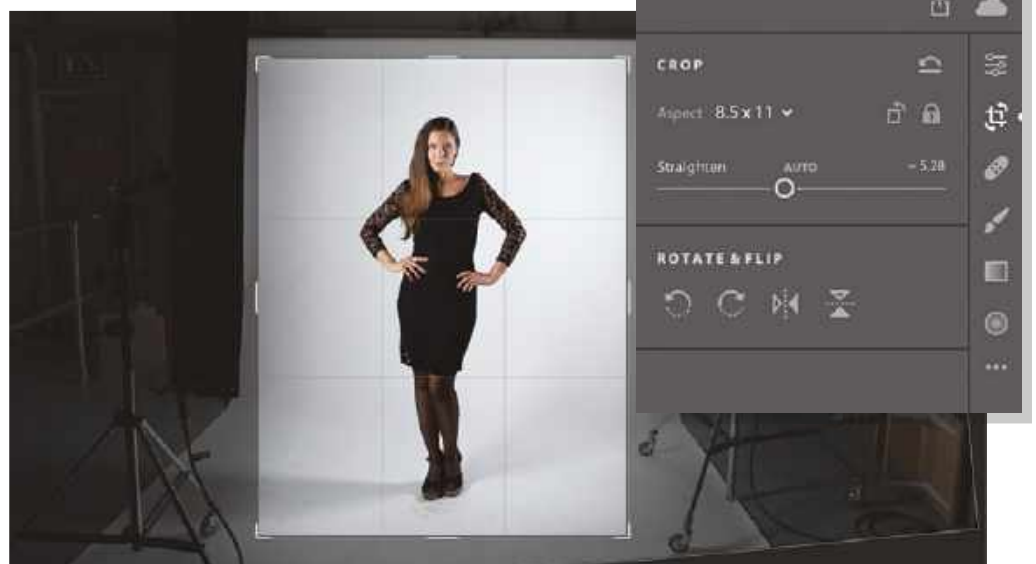 CROP
Aspect 8.5 x 11
Straighten AUTO - 5.28
ROTATE & FLIP